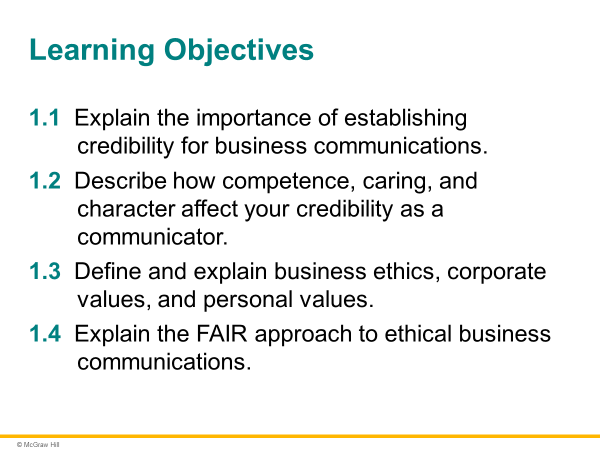 Learning Objectives
1.1 Explain the importance of establishing
credibility for business communications.
1.2 Describe how competence, caring, and
character affect your credibility as a
communicator.
1.3 Define and explain business ethics, corporate
values, and personal values.
1.4 Explain the FAIR approach to ethical business
communications.
© McGraw Hill